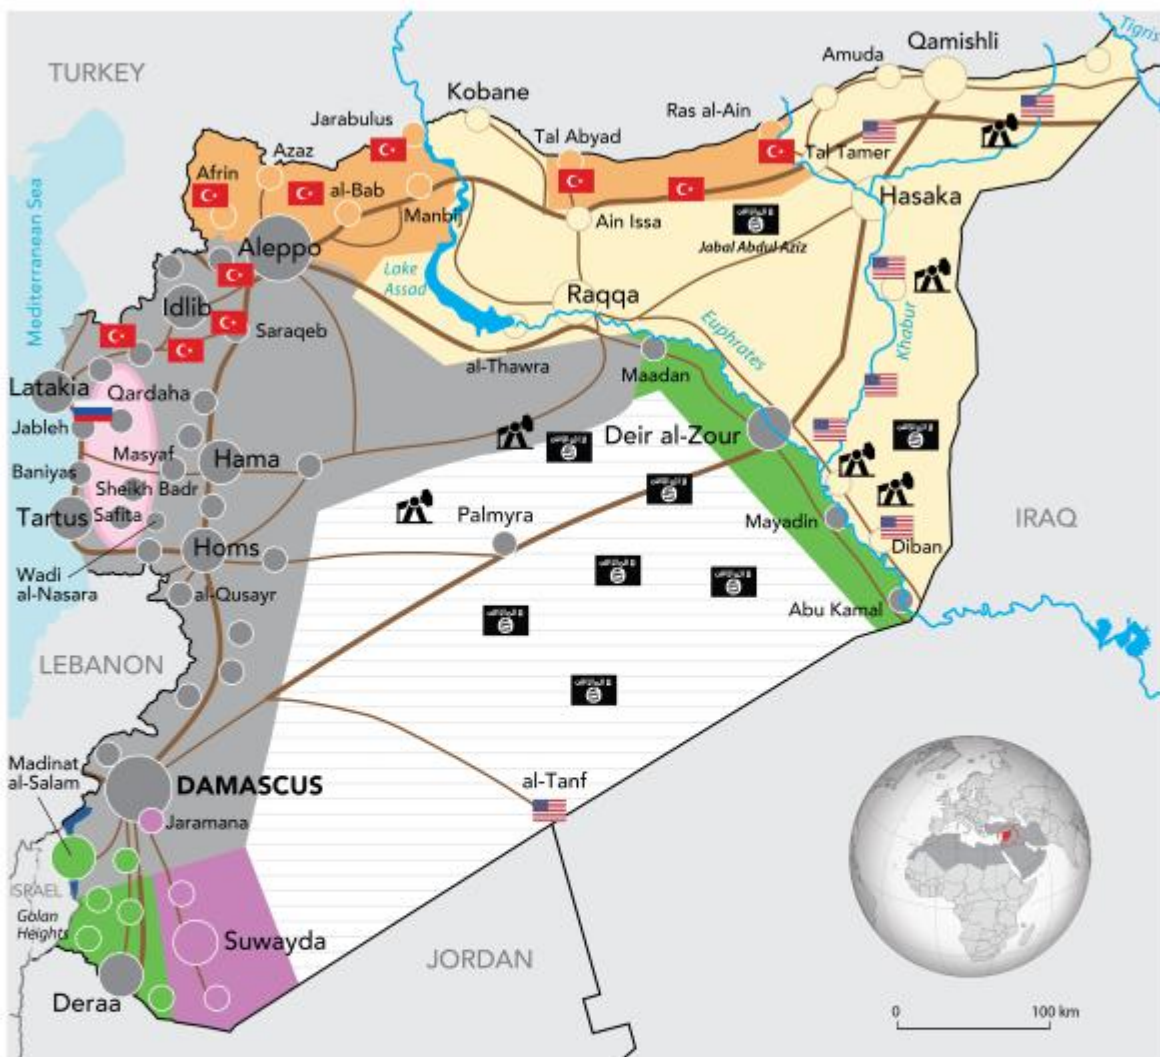 TURKEY
Mediterranean Sea
Tigris
Qamishli
Amuda
Kobane
Ras al-Ain
Jarabulus
Tal Abyad
Azaz
Afrin
al-Bab
Manbij
Tal Tamer
Hasaka
Ain Issa
Jabal Abdul Aziz
Aleppo
Lake
Assad
Raqqa
Idlib
Saraqeb
Euphrates
Khabur
al-Thawra
Maadan
Latakia
Qardaha
Jableh
Deir al-Zour
Masyaf
Hama
Baniyas
Sheikh Badr
Tartus
Safita
Palmyra
Mayadin
IRAQ
Homs
Diban
Wadi
al-Nasara
al-Qusayr
Abu Kamal
LEBANON
Madinat
al-Salam
DAMASCUS
al-Tanf
Jaramana
ISRAEL
Golan
Heights
Suwayda
JORDAN
Deraa
0 100 km